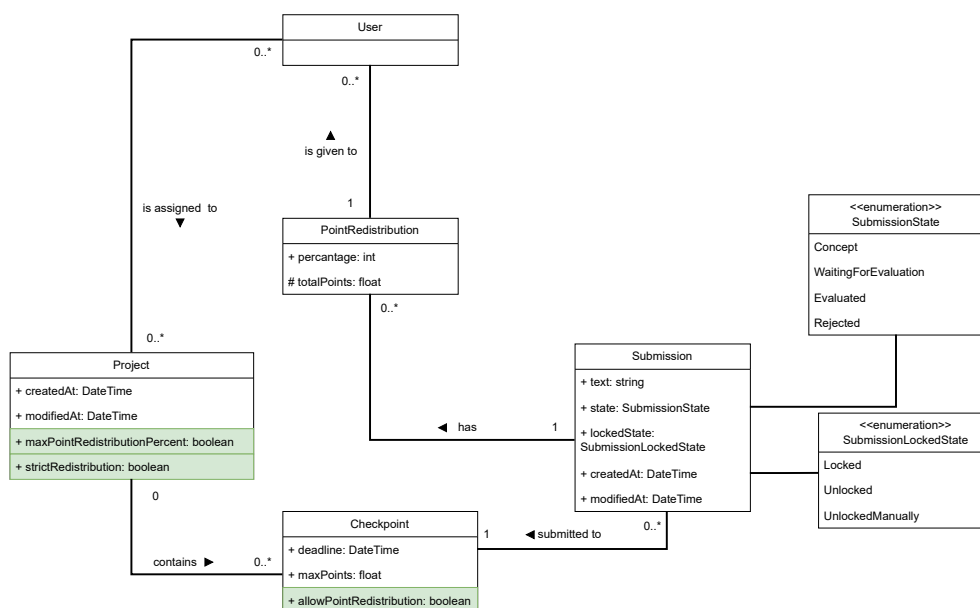 User
0..*
0..*
▲
is given to
is assigned to
▼
1
PointRedistribution
+ percantage: int
# totalPoints: float
0..*
<<enumeration>>
SubmissionState
Concept
WaitingForEvaluation
Evaluated
Rejected
0..*
Project
+ createdAt: DateTime
+ modifiedAt: DateTime
+ maxPointRedistributionPercent: boolean
+ strictRedistribution: boolean
0
Submission
+ text: string
+ state: SubmissionState
+ lockedState:
SubmissionLockedState
+ createdAt: DateTime
+ modifiedAt: DateTime
◀ has
1
<<enumeration>>
SubmissionLockedState
Locked
Unlocked
UnlockedManually
0..*
◀ submitted to
1
Checkpoint
+ deadline: DateTime
+ maxPoints: float
+ allowPointRedistribution: boolean
contains ▶
0..*